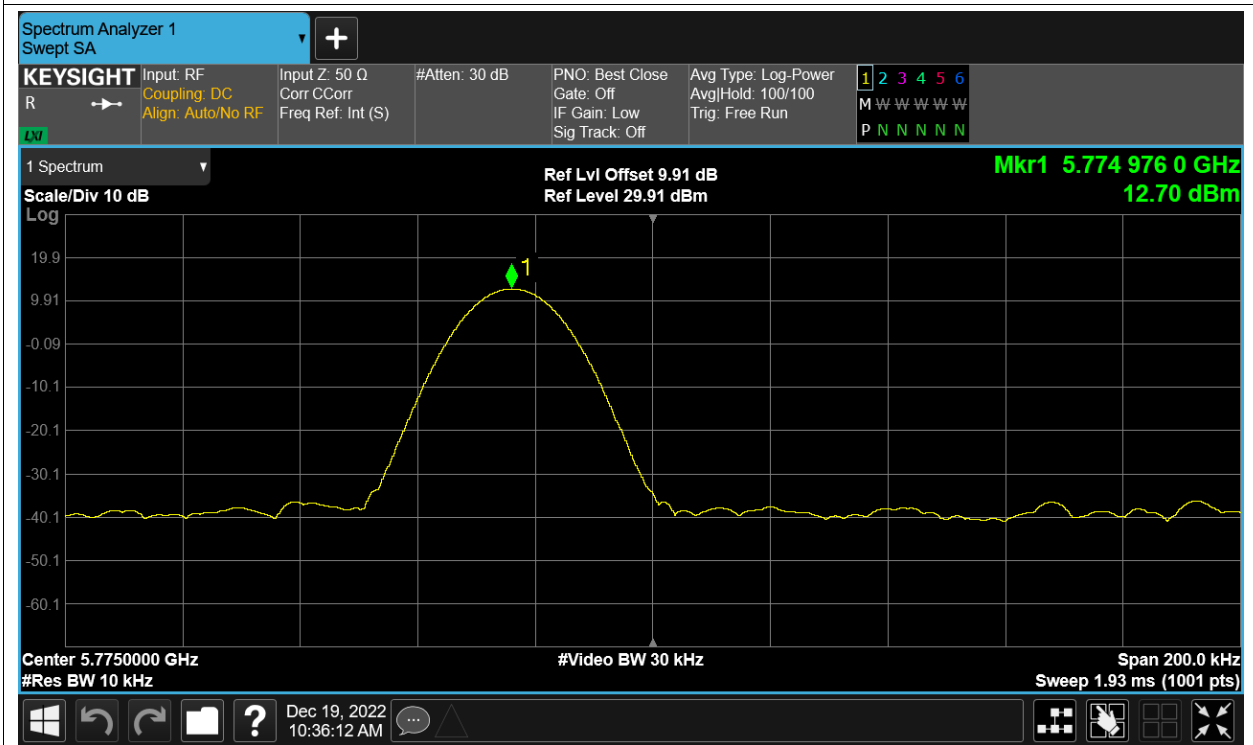 Spectrum Analyzer 1
Swept SA
+
KEYSIGHT
R
LXI
Input: RF
Coupling: DC
Align: Auto/No RF
Input Z: 50 Ω
Corr CCorr
Freq Ref: Int (S)
#Atten: 30 dB
PNO: Best Close
Gate: Off
IF Gain: Low
Sig Track: Off
Avg Type: Log-Power
Avg|Hold: 100/100
Trig: Free Run
1 2 3 4 5 6
M W W W W W
P N N N N N
1 Spectrum
Scale/Div 10 dB
Log
Ref Lvl Offset 9.91 dB
Ref Level 29.91 dBm
Mkr1 5.774 976 0 GHz
12.70 dBm
1
19.9
9.91
-0.09
-10.1
-20.1
-30.1
-40.1
-50.1
-60.1
Center 5.7750000 GHz
#Res BW 10 kHz
#Video BW 30 kHz
Span 200.0 kHz
Sweep 1.93 ms (1001 pts)
?
Dec 19, 2022
10:36:12 AM